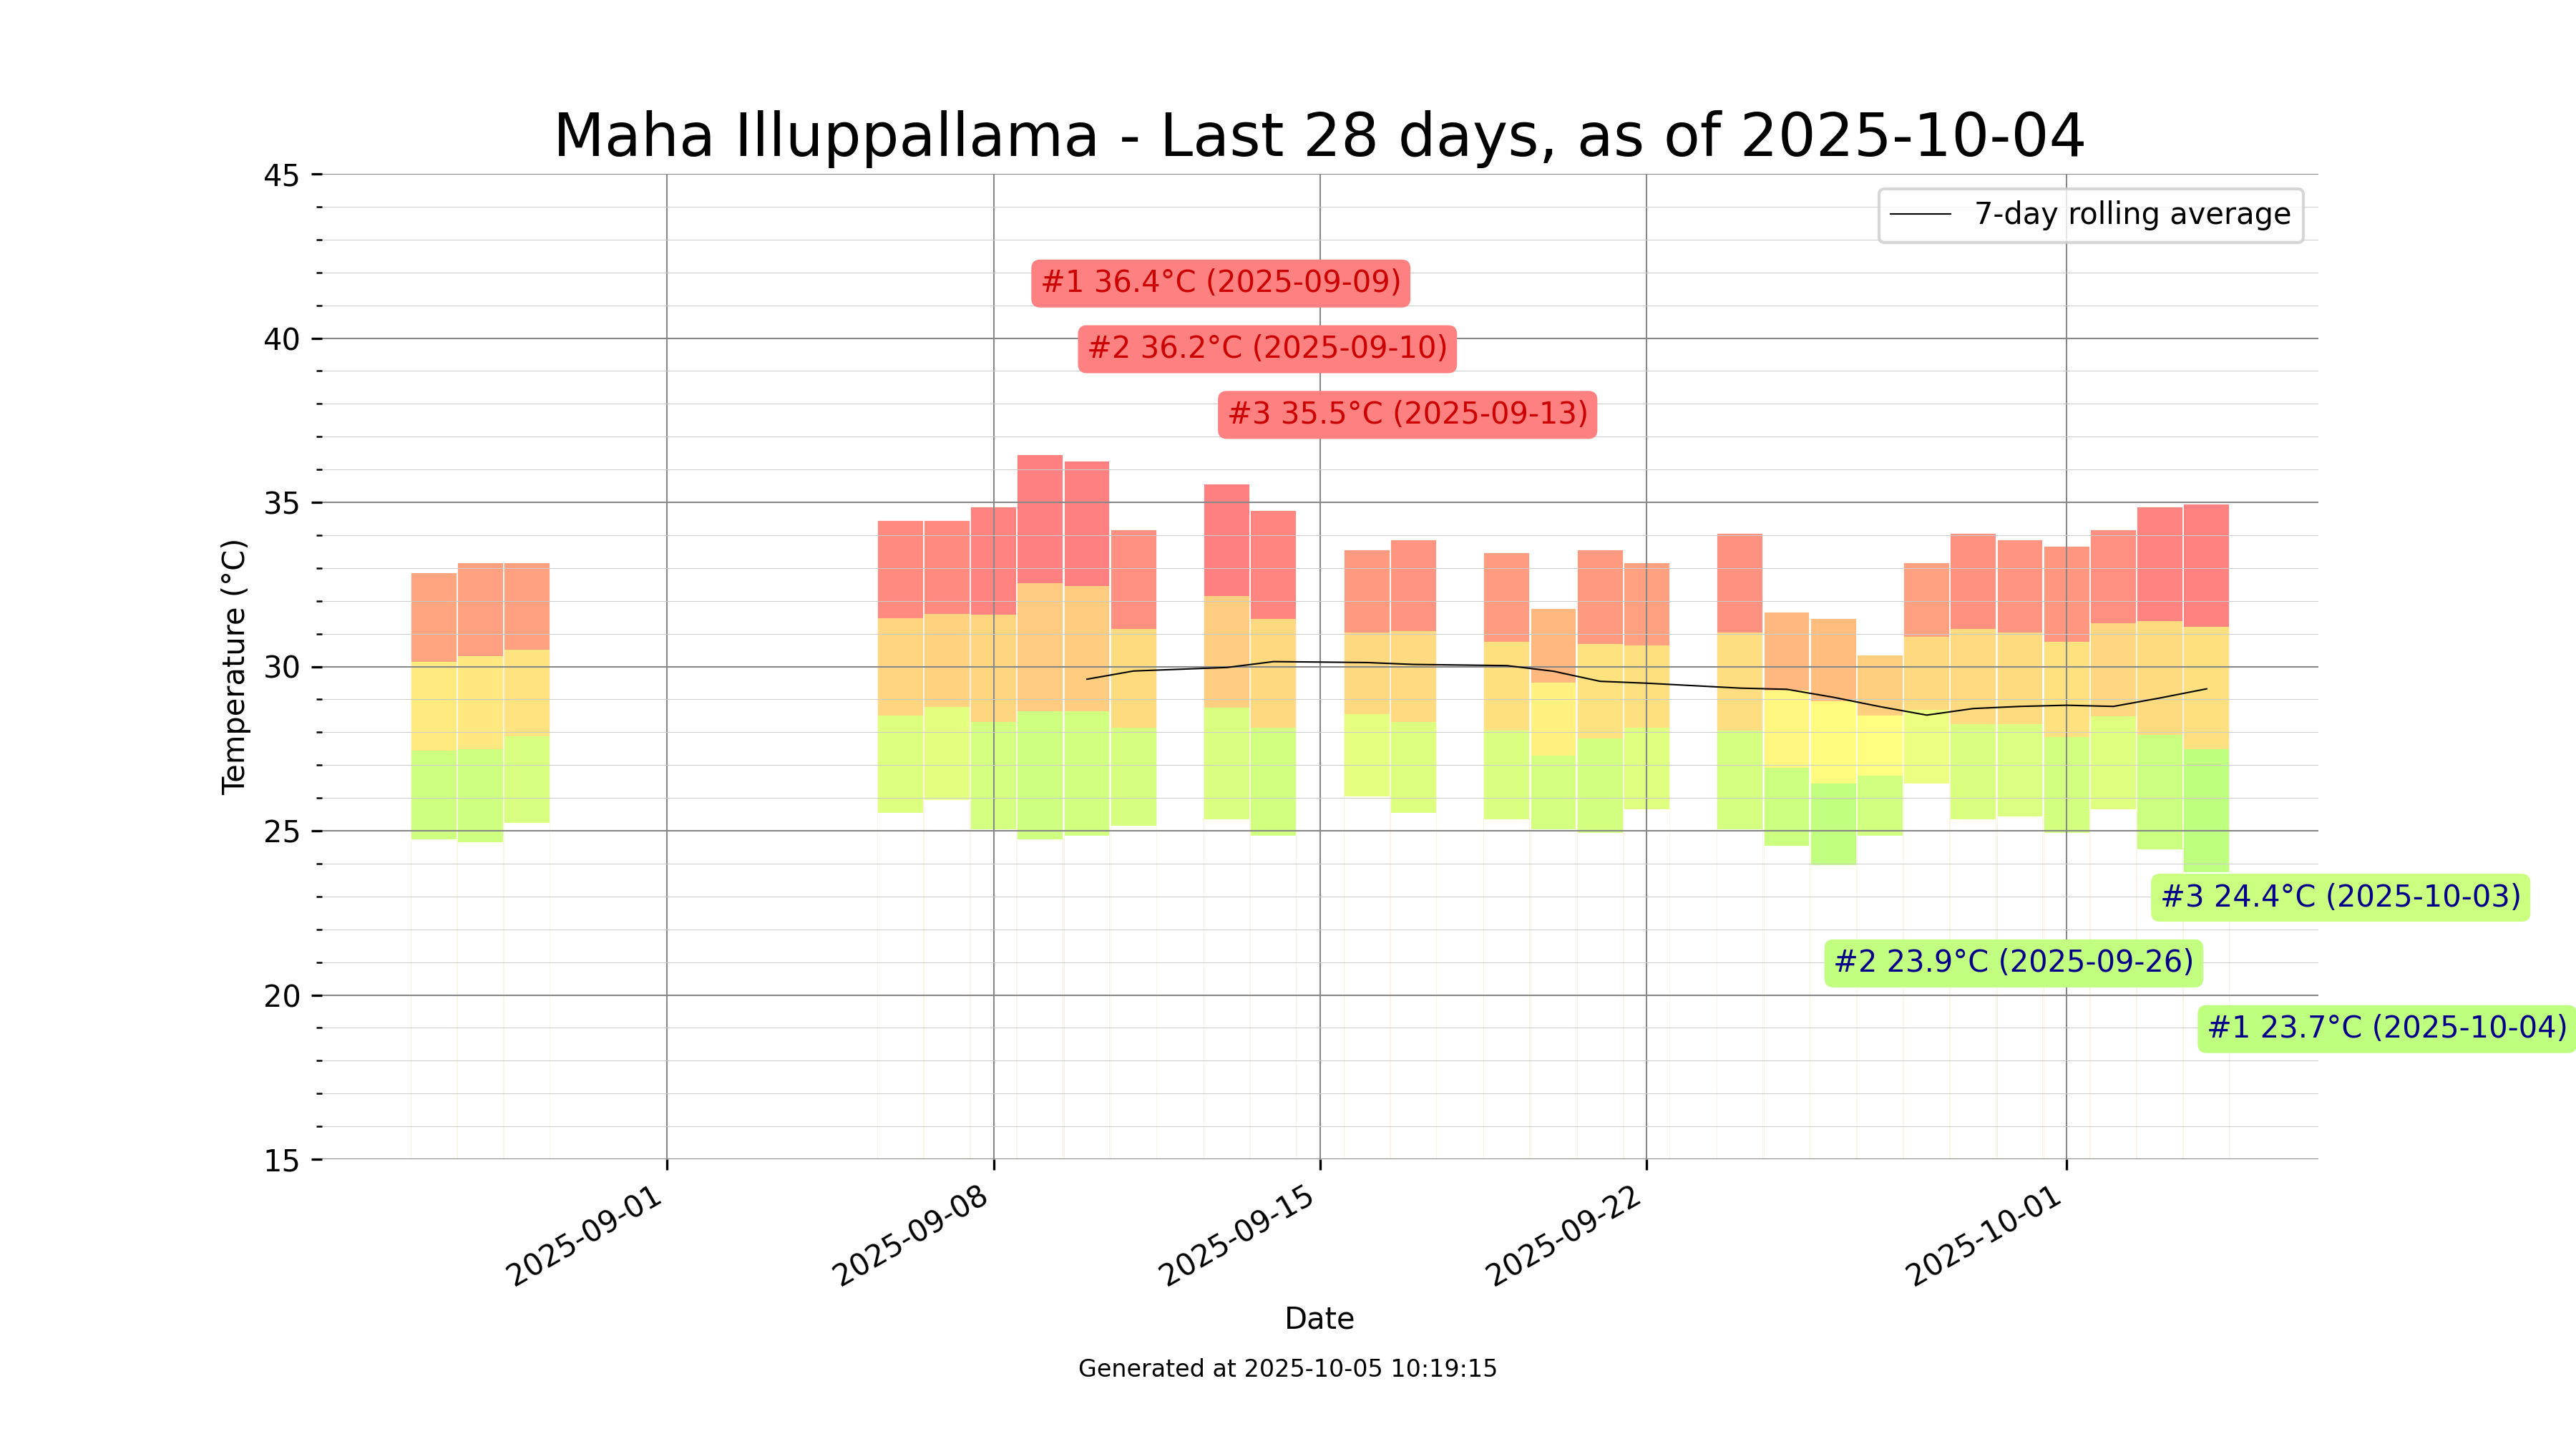 Maha Illuppallama - Last 28 days, as of 2025-10-04
45
40
35
30
25
20
15
Temperature (°C)
7-day rolling average
#1 36.4°C (2025-09-09)
#2 36.2°C (2025-09-10)
#3 35.5°C (2025-09-13)
#3 24.4°C (2025-10-03)
#2 23.9°C (2025-09-26)
#1 23.7°C (2025-10-04)
2025-09-01
2025-09-08
2025-09-15
2025-09-22
2025-10-01
Date
Generated at 2025-10-05 10:19:15